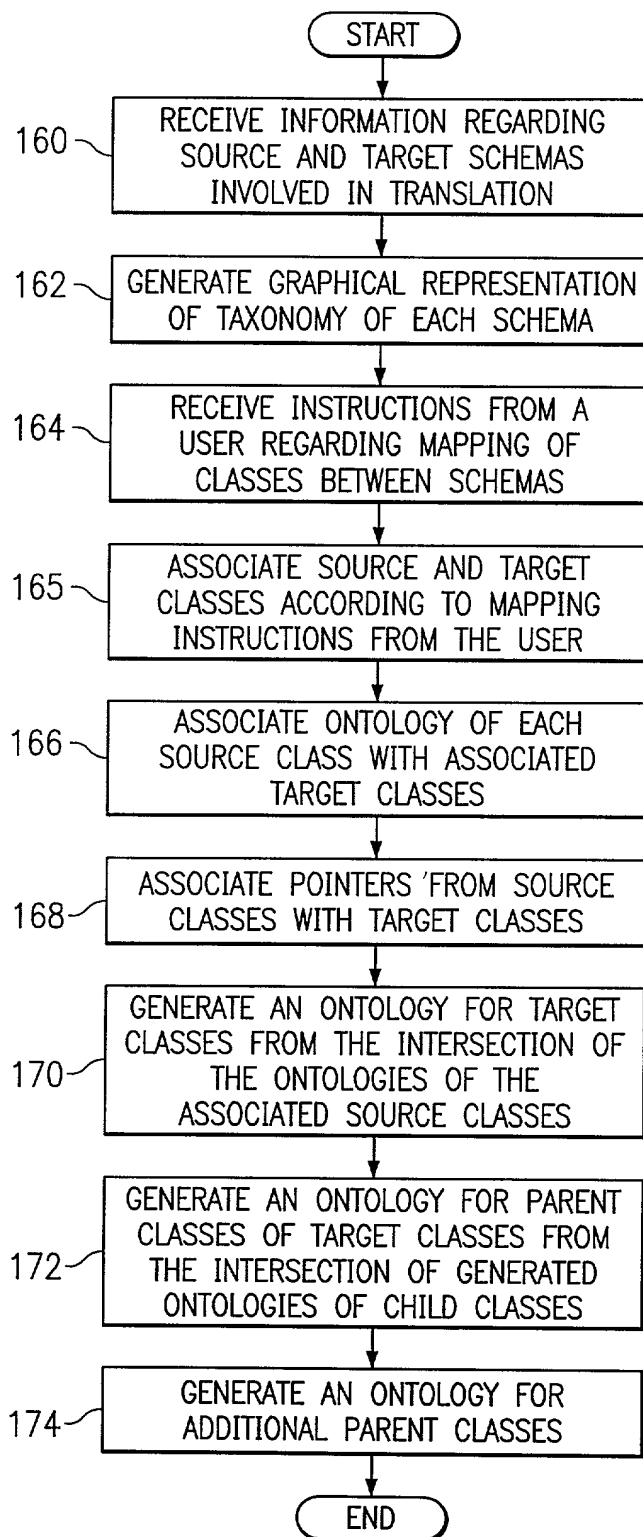 START
160
RECEIVE INFORMATION REGARDING
SOURCE AND TARGET SCHEMAS
INVOLVED IN TRANSLATION
162
GENERATE GRAPHICAL REPRESENTATION
OF TAXONOMY OF EACH SCHEMA
164
RECEIVE INSTRUCTIONS FROM A
USER REGARDING MAPPING OF
CLASSES BETWEEN SCHEMAS
165
ASSOCIATE SOURCE AND TARGET
CLASSES ACCORDING TO MAPPING
INSTRUCTIONS FROM THE USER
166
ASSOCIATE ONTOLOGY OF EACH
SOURCE CLASS WITH ASSOCIATED
TARGET CLASSES
168
ASSOCIATE POINTERS 'FROM SOURCE
CLASSES WITH TARGET CLASSES
170
GENERATE AN ONTOLOGY FOR TARGET
CLASSES FROM THE INTERSECTION OF
THE ONTOLOGIES OF THE
ASSOCIATED SOURCE CLASSES
172
GENERATE AN ONTOLOGY FOR PARENT
CLASSES OF TARGET CLASSES FROM
THE INTERSECTION OF GENERATED
ONTOLOGIES OF CHILD CLASSES
174
GENERATE AN ONTOLOGY FOR
ADDITIONAL PARENT CLASSES
END